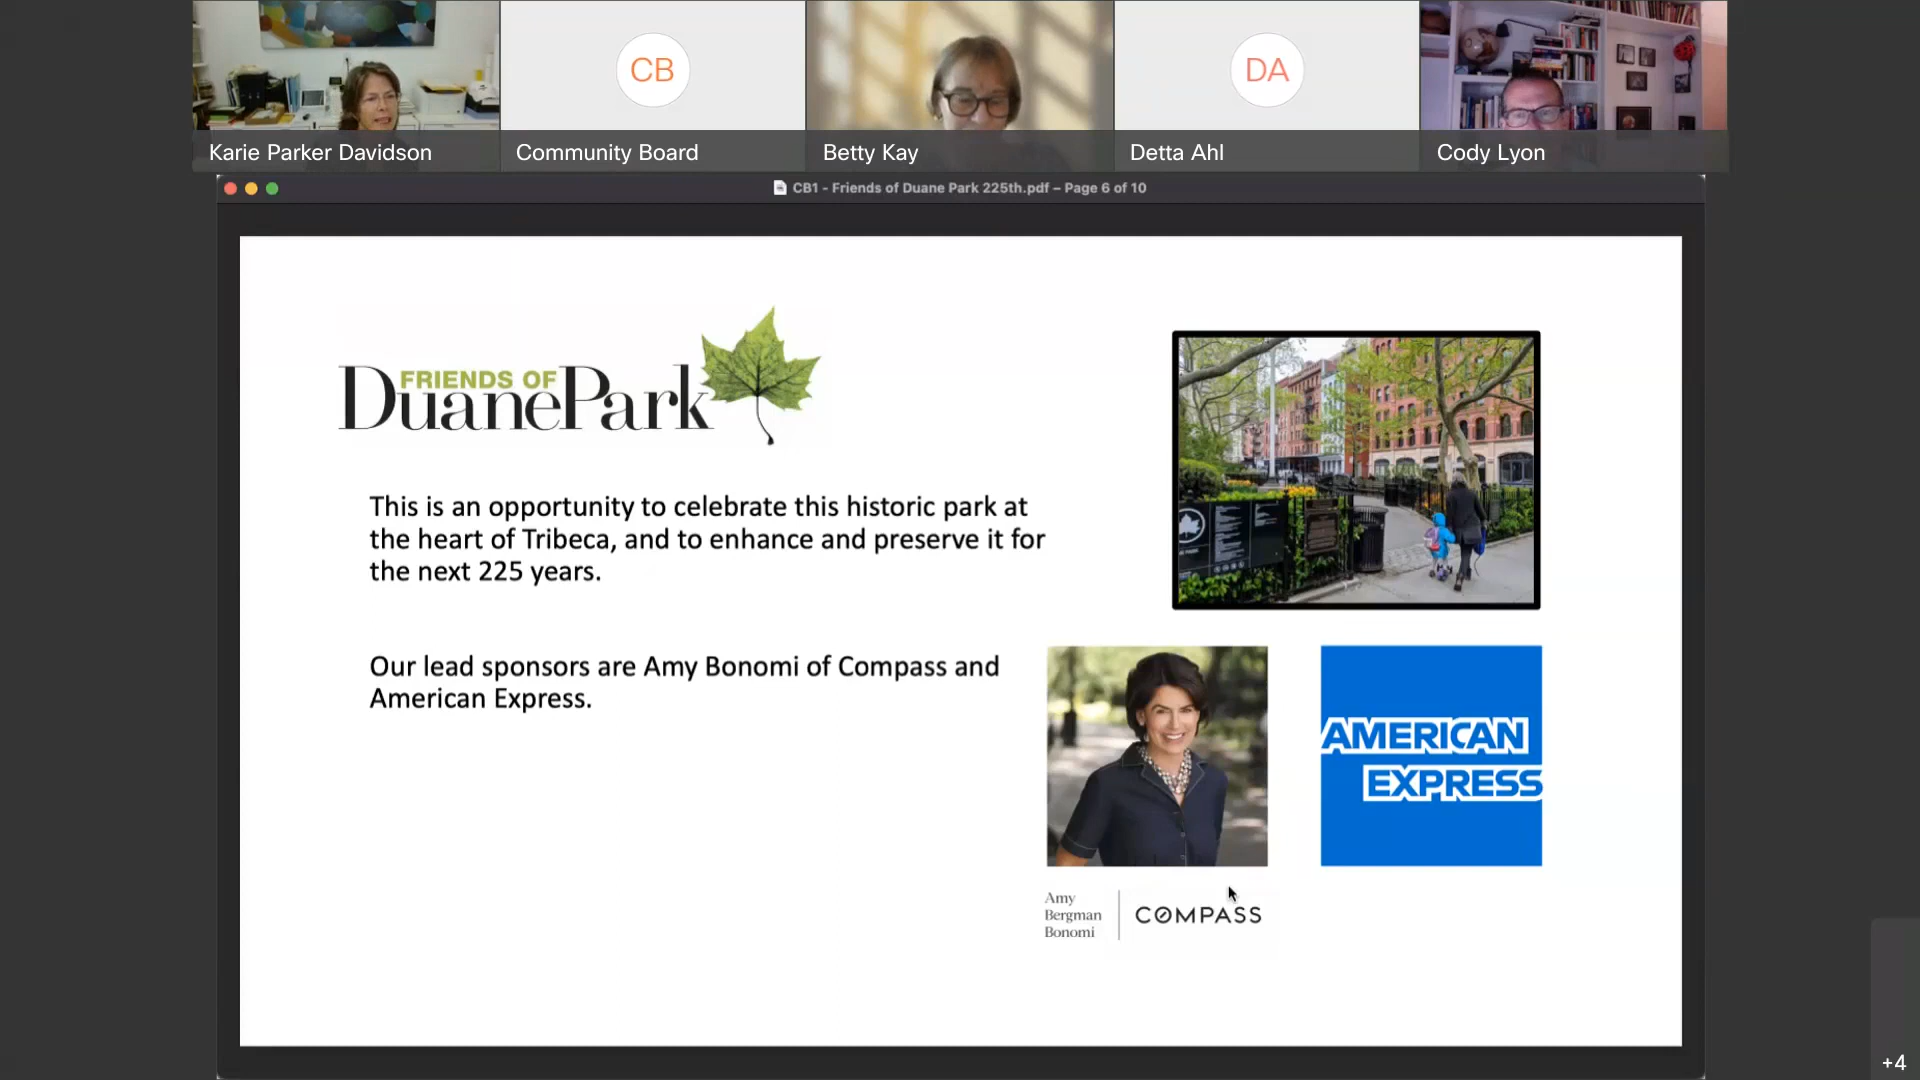 CB
DA
Karie Parker Davidson
Community Board
Betty Kay
Detta Ahl
Cody Lyon
CB1 - Friends of Duane Park 225th.pdf – Page 6 of 10
FRIENDS OF
DuanePark
This is an opportunity to celebrate this historic park at
the heart of Tribeca, and to enhance and preserve it for
the next 225 years.
Our lead sponsors are Amy Bonomi of Compass and
American Express.
AMERICAN
EXPRESS
Amy
Bergman
Bonomi
COMPASS
+4